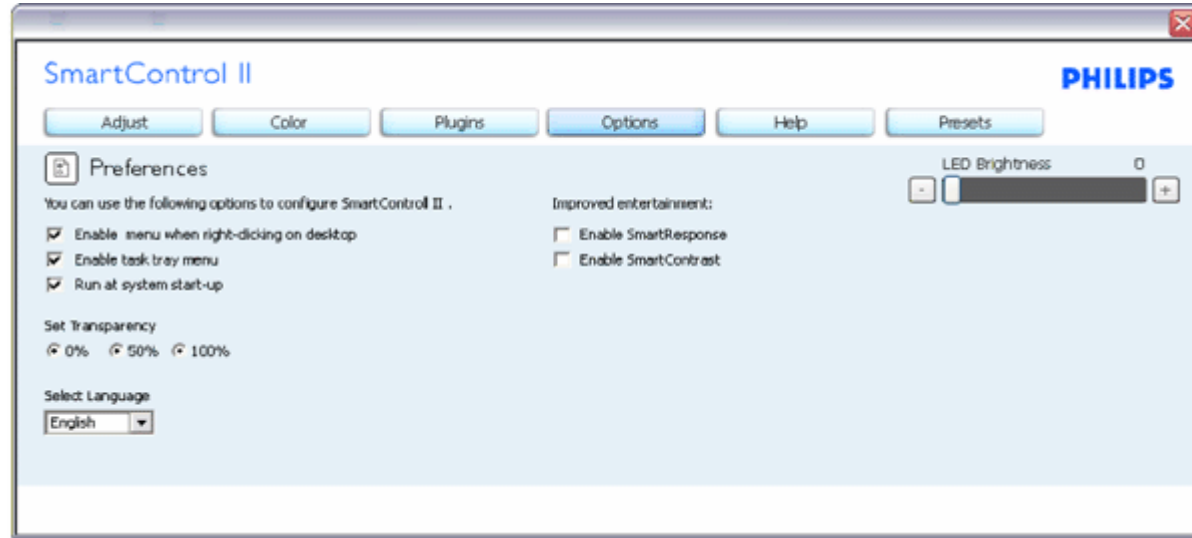 SmartControl II
PHILIPS
Adjust Color Plugins Options Help Presets
Preferences
LED Brightness 0
- +
You can use the following options to configure SmartControl II .
Enable menu when right-clicking on desktop
Enable task tray menu
Run at system start-up
Improved entertainment:
Enable SmartResponse
Enable SmartContrast
Set Transparency
0% 50% 100%
Select Language
English